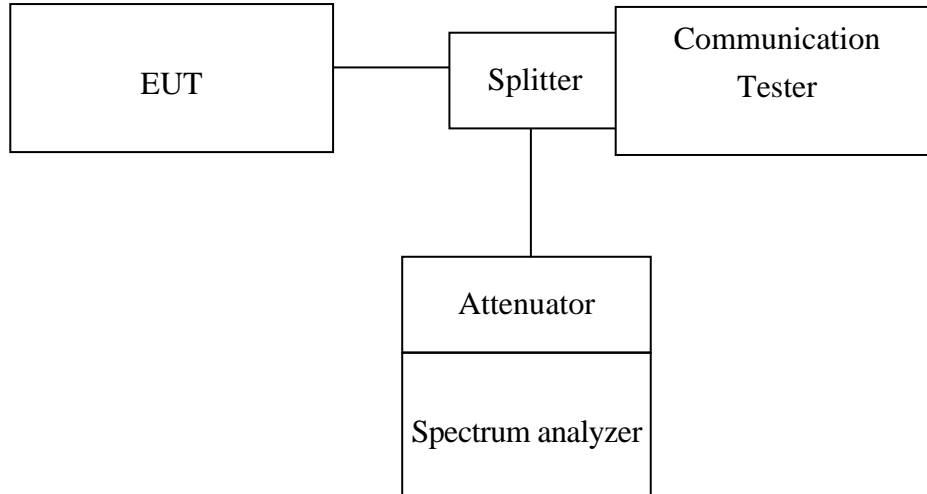 EUT
Splitter
Communication
Tester
Attenuator
Spectrum analyzer